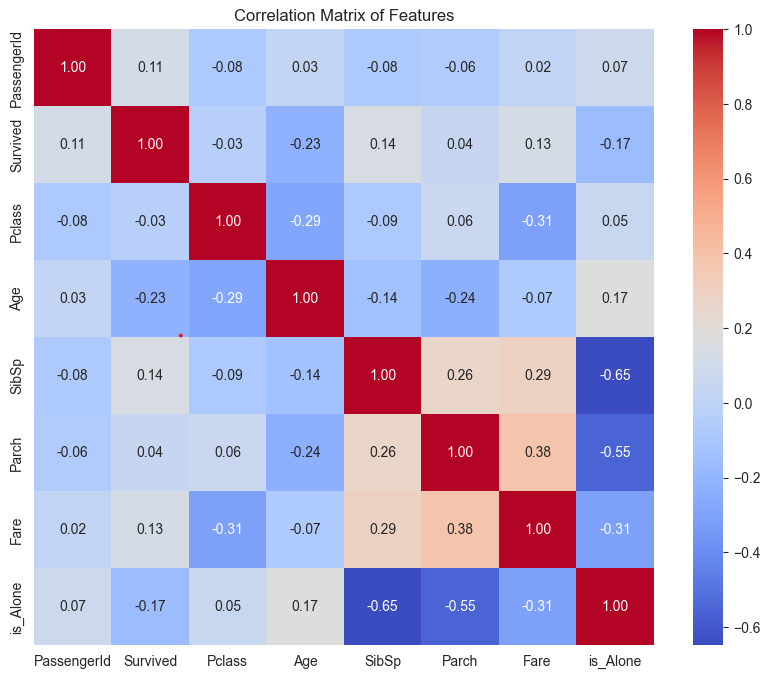 Correlation Matrix of Features
PassengerId 1.00 0.11 -0.08 0.03 -0.08 -0.06 0.02 0.07
Survived 0.11 1.00 -0.03 -0.23 0.14 0.04 0.13 -0.17
Pclass -0.08 -0.03 1.00 -0.29 -0.09 0.06 -0.31 0.05
Age 0.03 -0.23 -0.29 1.00 -0.14 -0.24 -0.07 0.17
SibSp -0.08 0.14 -0.09 -0.14 1.00 0.26 0.29 -0.65
Parch -0.06 0.04 0.06 -0.24 0.26 1.00 0.38 -0.55
Fare 0.02 0.13 -0.31 -0.07 0.29 0.38 1.00 -0.31
is_Alone 0.07 -0.17 0.05 0.17 -0.65 -0.55 -0.31 1.00
PassengerId Survived Pclass Age SibSp Parch Fare is_Alone
1.0
0.8
0.6
0.4
0.2
0.0
−0.2
−0.4
−0.6